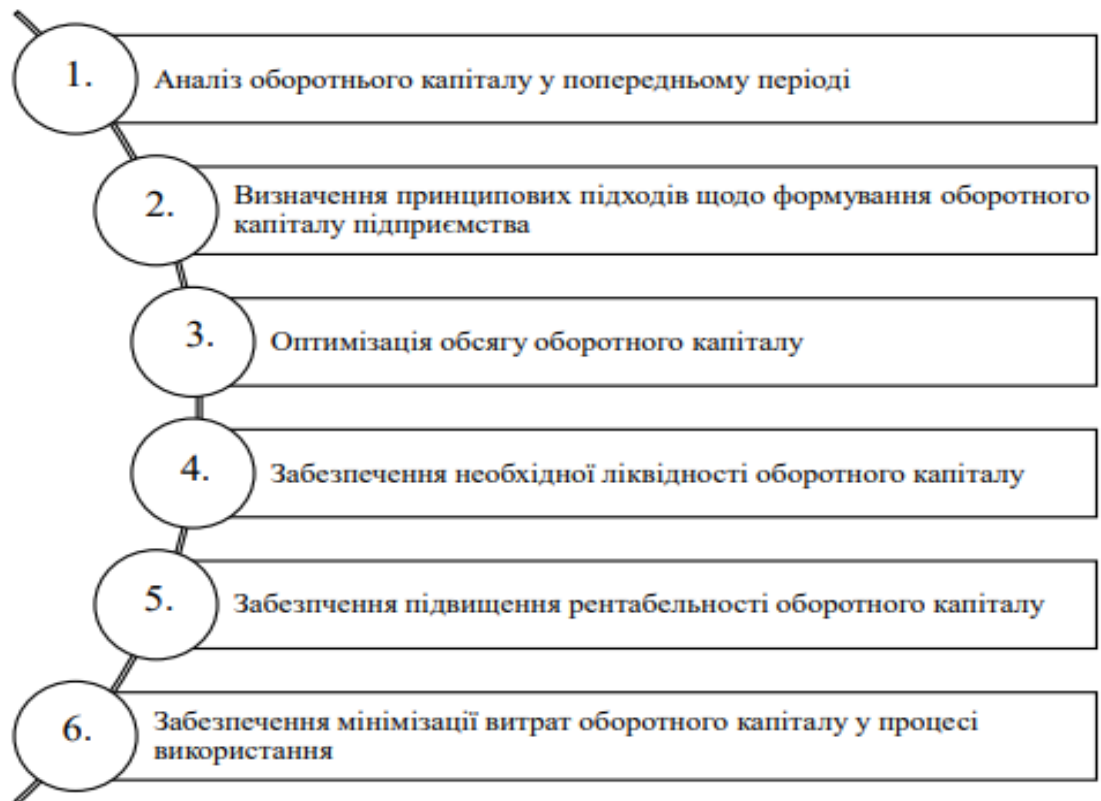 1.
Аналіз оборотнього капіталу у попередньому періоді
2.
Визначення принципових підходів щодо формування оборотного
капіталу підприємства
3.
Оптимізація обсягу оборотного капіталу
4.
Забезпечення необхідної ліквідності оборотного капіталу
5.
Забезпчення підвищення рентабельності оборотного капіталу
6.
Забезпечення мінімізації витрат оборотного капіталу у процесі
використання